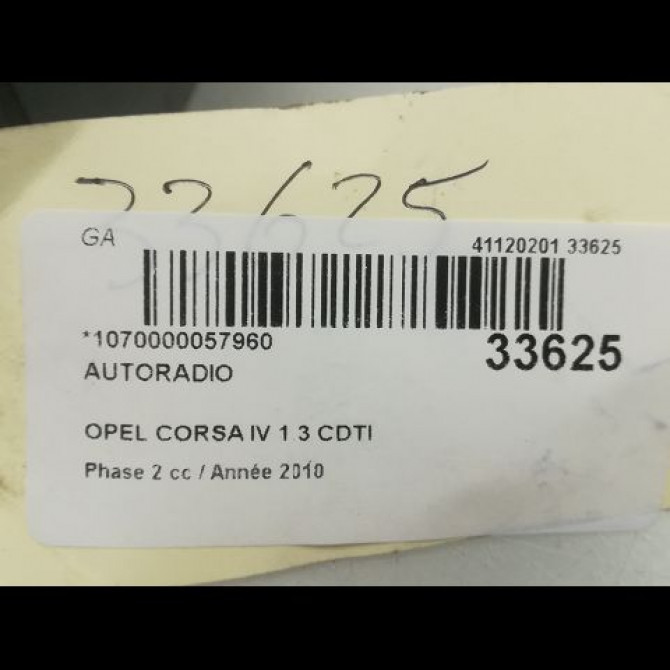 33625
GA
41120201 33625
*1070000057960
33625
AUTORADIO
OPEL CORSA IV 1 3 CDTI
Phase 2 cc / Année 2010